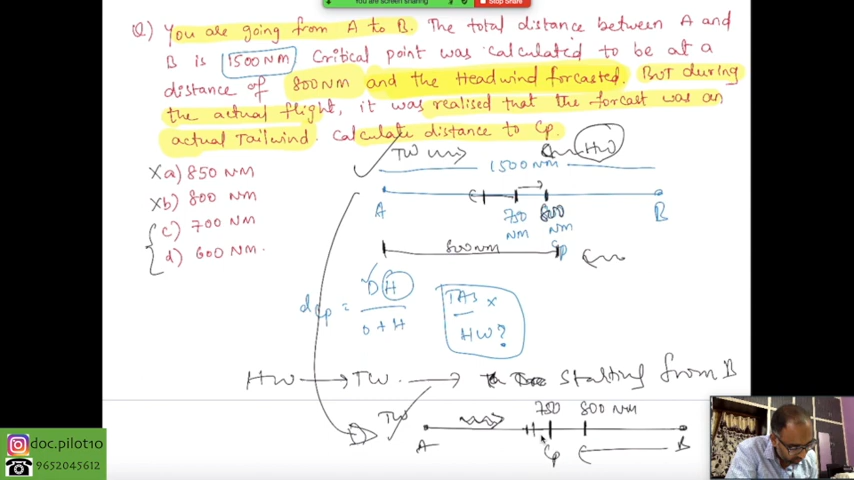 You are screen sharing
Stop Share
Q) You are going from A to B. The total distance between A and
B is 1500 NM Critical point was calculated to be at a
distance of 800 NM and the Headwind forcasted. But during
the actual flight, it was realised that the forcast was an
actual Tailwind. Calculate distance to Cp.
TW HW
1500 NM
X a) 850 NM
X b) 800 NM
c) 700 NM
d) 600 NM.
A 750 NM 800 NM Cp B
800 NM
dCp = DH / O+H
TAS X
HW?
HW → TW. → Starting from B
TW 750 800 NM
A Cp B
doc.pilot10
9652045612